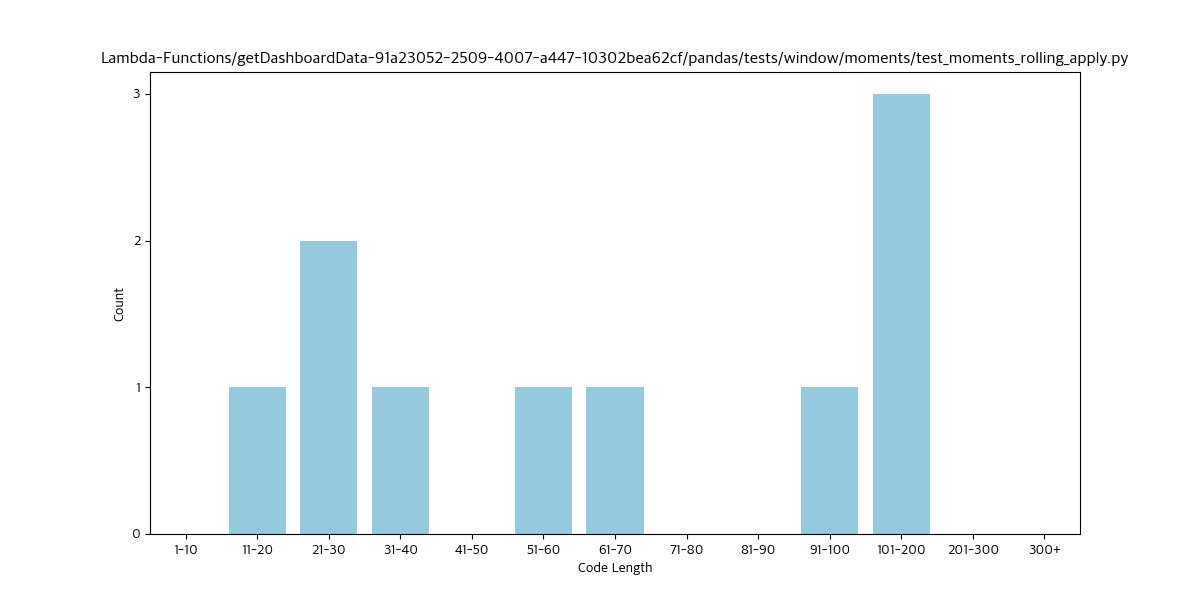 Lambda-Functions/getDashboardData-91a23052-2509-4007-a447-10302bea62cf/pandas/tests/window/moments/test_moments_rolling_apply.py
3
2
1
0
Count
1-10 11-20 21-30 31-40 41-50 51-60 61-70 71-80 81-90 91-100 101-200 201-300 300+
Code Length